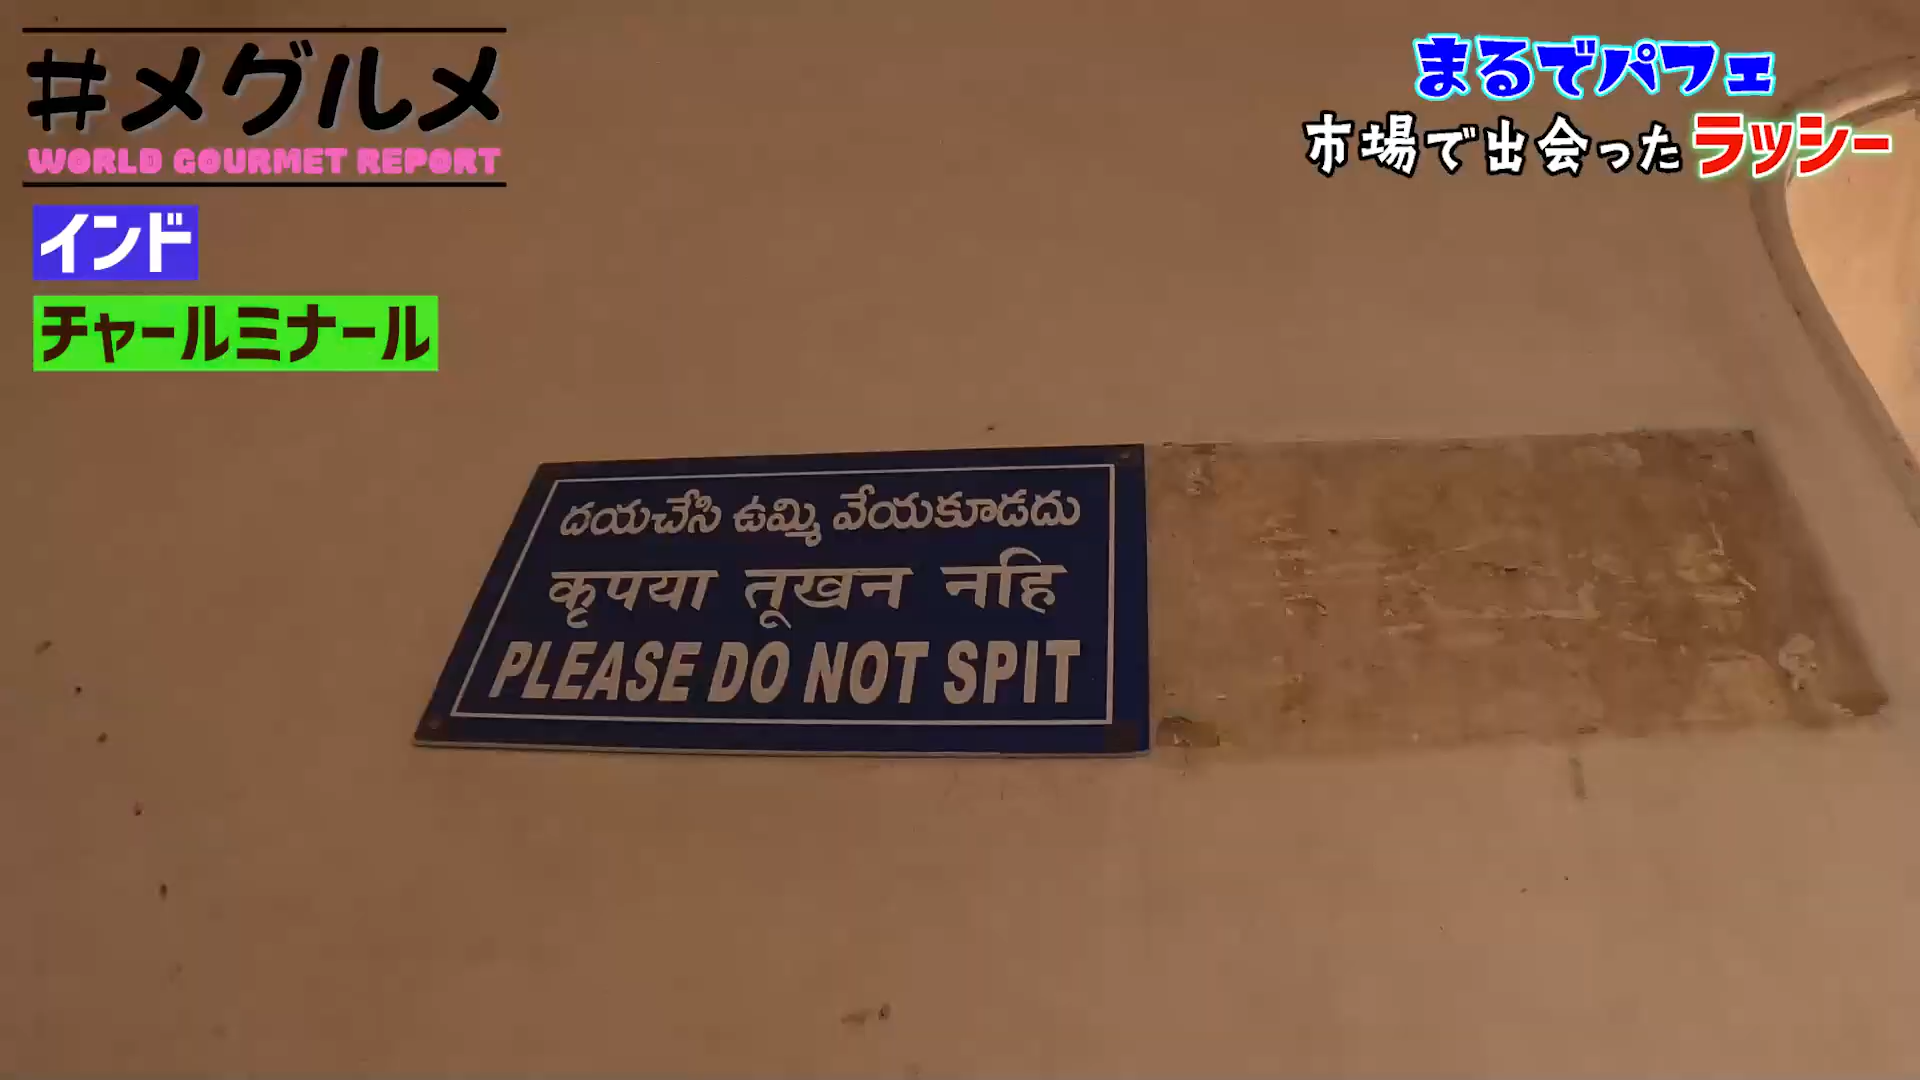 #メグルメ
WORLD GOURMET REPORT
インド
チャールミナール
まるでパフェ
市場で出会ったラッシー
దయచేసి ఉమ్మి వేయకూడదు
कृपया तूखन नहि
PLEASE DO NOT SPIT